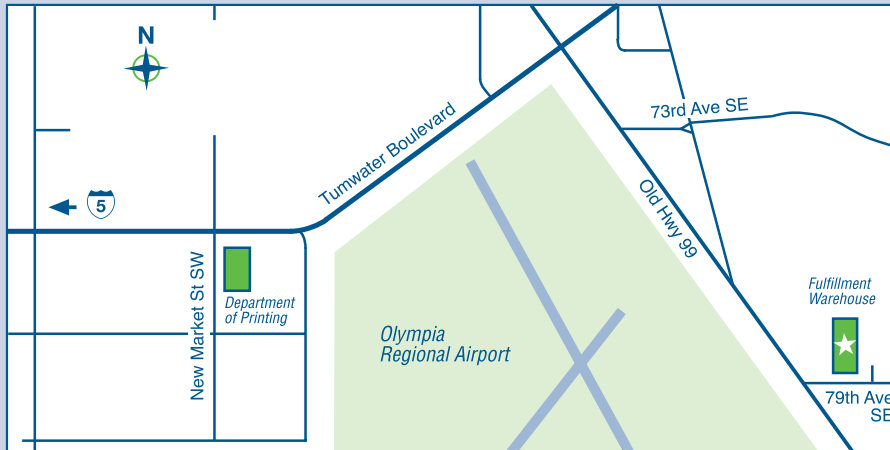 N
73rd Ave SE
Tumwater Boulevard
5
Old Hwy 99
New Market St SW
Department
of Printing
Fulfillment
Warehouse
Olympia
Regional Airport
79th Ave
SE